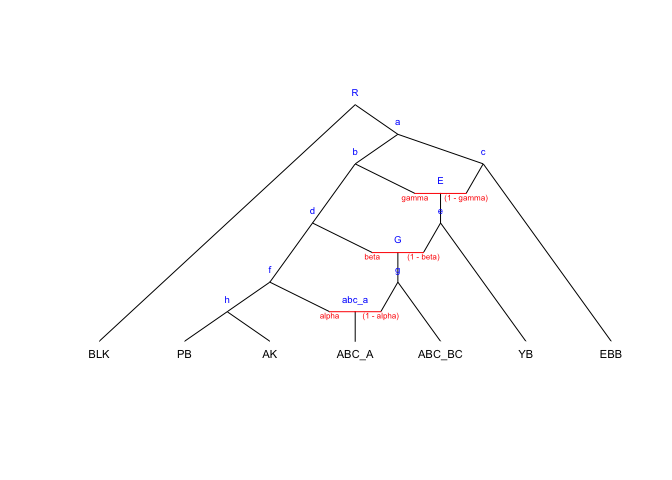 R
a
b
c
E
gamma
(1 - gamma)
d
e
G
beta
(1 - beta)
f
g
h
abc_a
alpha
(1 - alpha)
BLK
PB
AK
ABC_A
ABC_BC
YB
EBB